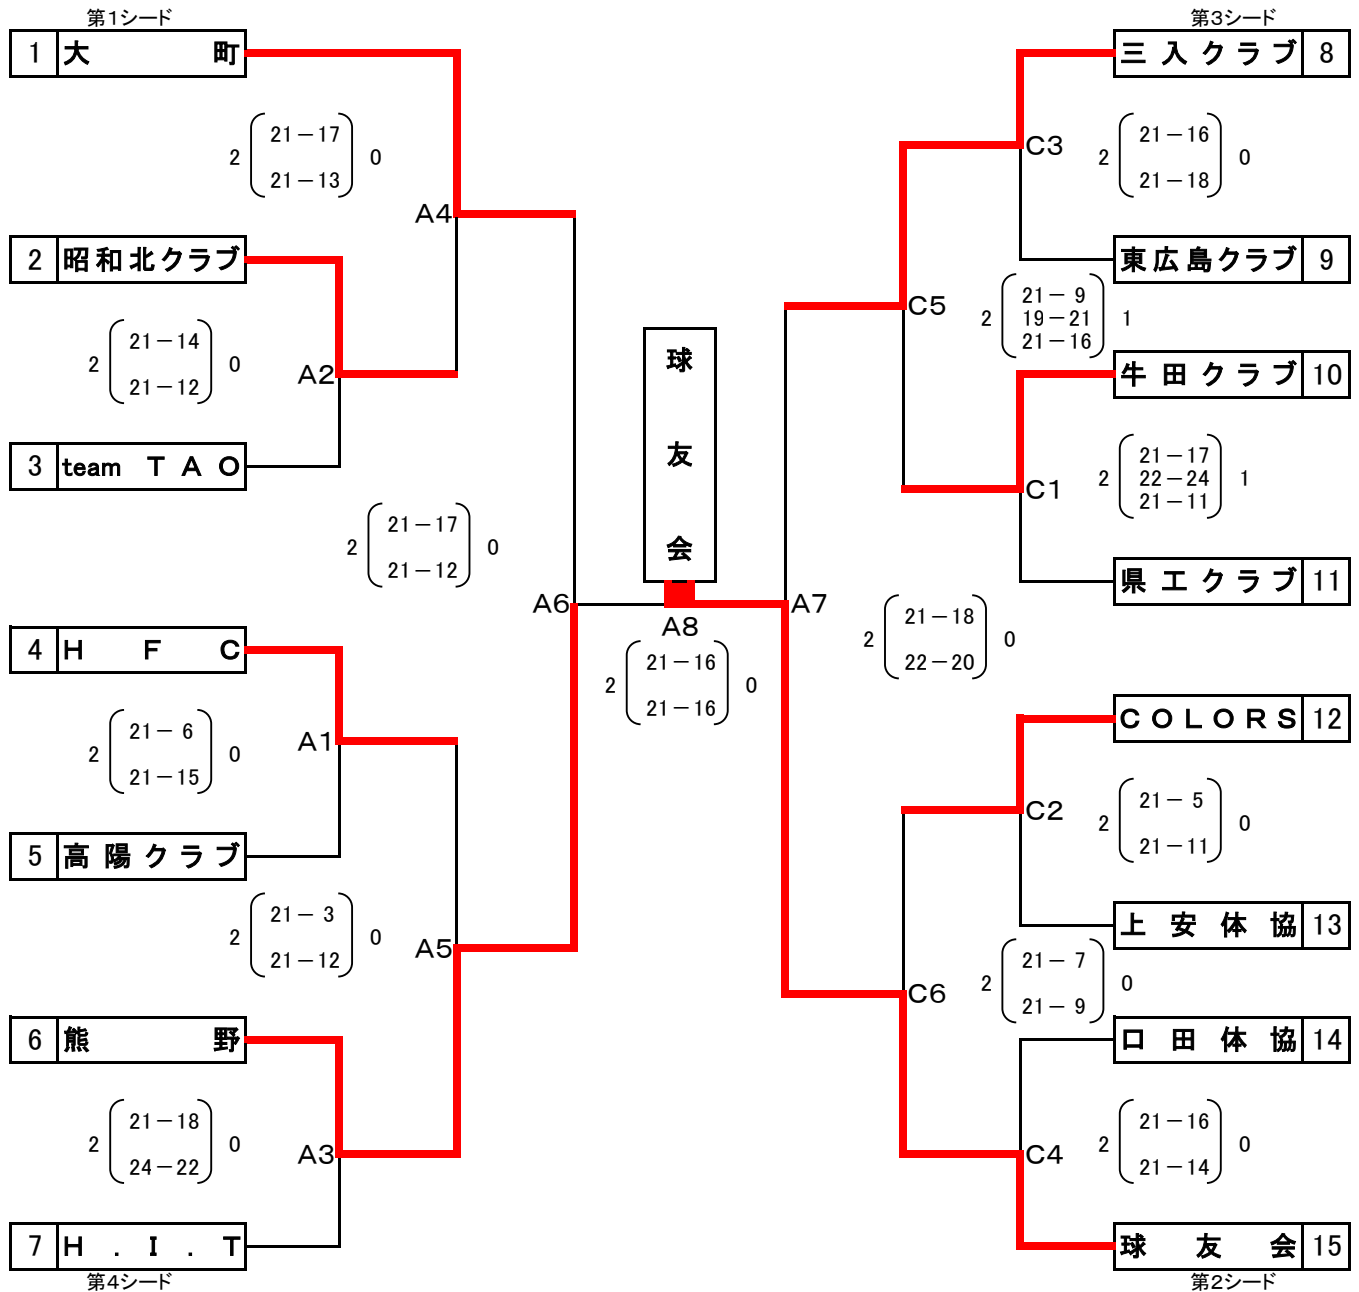 第1シード
1 大町
21－17
2 0
21－13
A4
2 昭和北クラブ
21－14
2 0
21－12
A2
3 team TAO
21－17
2 0
21－12
A6
4 HFC
21－ 6
2 0
21－15
A1
5 高陽クラブ
21－ 3
2 0
21－12
A5
6 熊野
21－18
2 0
24－22
A3
7 H.I.T
第4シード
球友会
A8
21－16
2 0
21－16
第3シード
三入クラブ 8
C3
21－16
2 0
21－18
東広島クラブ 9
C5
21－ 9
2 19－21 1
21－16
牛田クラブ 10
C1
21－17
2 22－24 1
21－11
県工クラブ 11
A7
21－18
2 0
22－20
COLORS 12
C2
21－ 5
2 0
21－11
上安体協 13
C6
21－ 7
2 0
21－ 9
口田体協 14
C4
21－16
2 0
21－14
球友会 15
第2シード